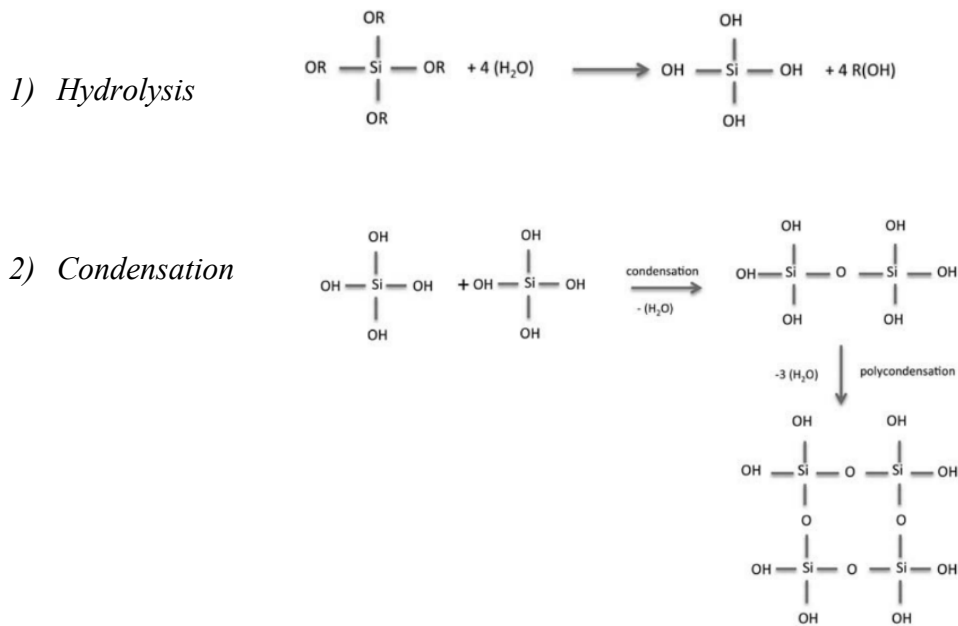 1) Hydrolysis
OR
OR Si OR + 4 (H₂O)
OR
OH
OH Si OH + 4 R(OH)
OH
2) Condensation
OH
OH Si OH
OH
+ OH Si OH
OH
OH
condensation
- (H₂O)
OH OH
OH Si O Si OH
OH OH
-3 (H₂O) polycondensation
OH OH
OH Si O Si OH
O O
OH Si O Si OH
OH OH